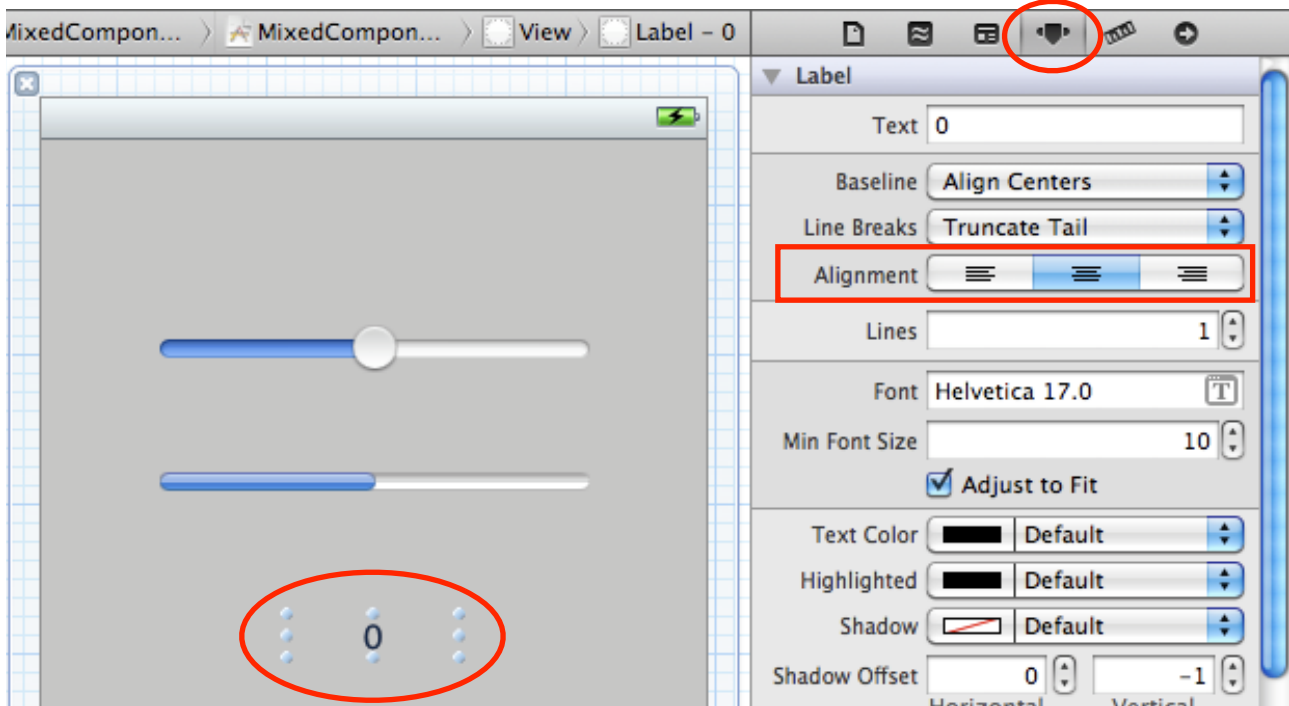 MixedCompon... MixedCompon... View Label – 0
Label
Text 0
Baseline Align Centers
Line Breaks Truncate Tail
Alignment
Lines 1
Font Helvetica 17.0 T
Min Font Size 10
Adjust to Fit
Text Color Default
Highlighted Default
Shadow Default
0
Shadow Offset 0 -1
Horizontal Vertical